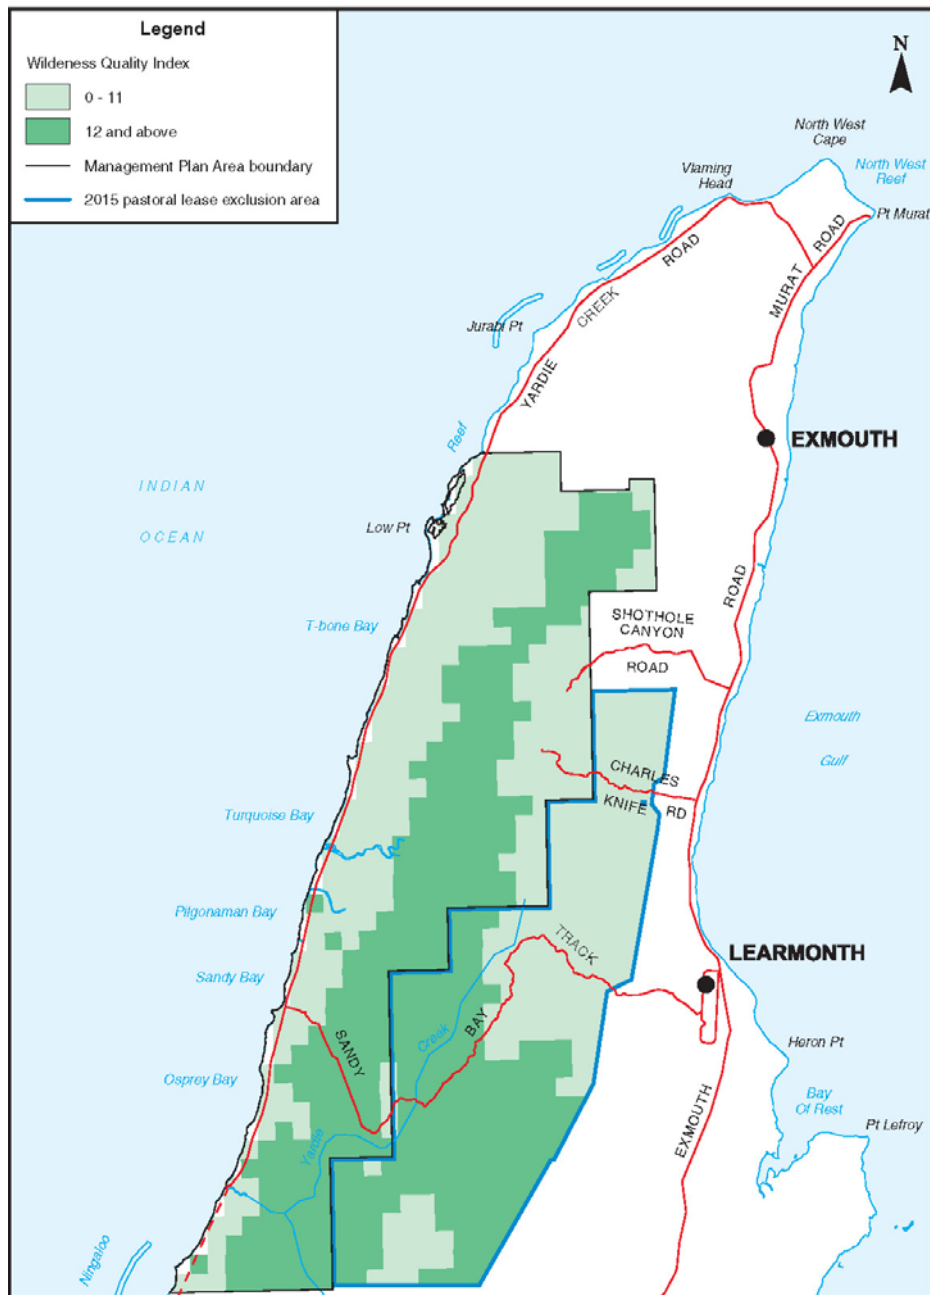 Legend
Wildeness Quality Index
0 - 11
12 and above
Management Plan Area boundary
2015 pastoral lease exclusion area
N
North West
Cape
North West
Reef
Vlaming
Head
Pt Murat
ROAD
MURAT
ROAD
CREEK
YARDIE
Jurabi Pt
Reef
EXMOUTH
INDIAN
OCEAN
Low Pt
ROAD
SHOTHOLE
CANYON
ROAD
T-bone Bay
Exmouth
Gulf
CHARLES
KNIFE RD
Turquoise Bay
Pilgonaman Bay
TRACK
LEARMONTH
Sandy Bay
BAY
SANDY
Creek
Heron Pt
Osprey Bay
Bay
Of Rest
Pt Lefroy
EXMOUTH
Yardie
Ningaloo